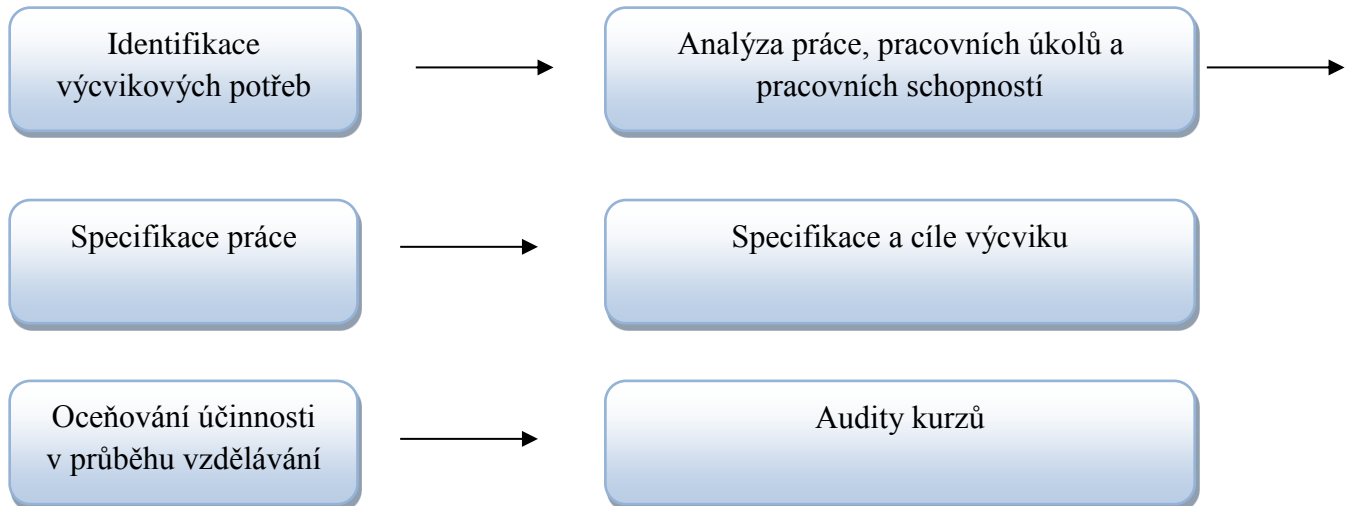 Identifikace
výcvikových potřeb
Analýza práce, pracovních úkolů a
pracovních schopností
Specifikace práce
Specifikace a cíle výcviku
Oceňování účinnosti
v průběhu vzdělávání
Audity kurzů